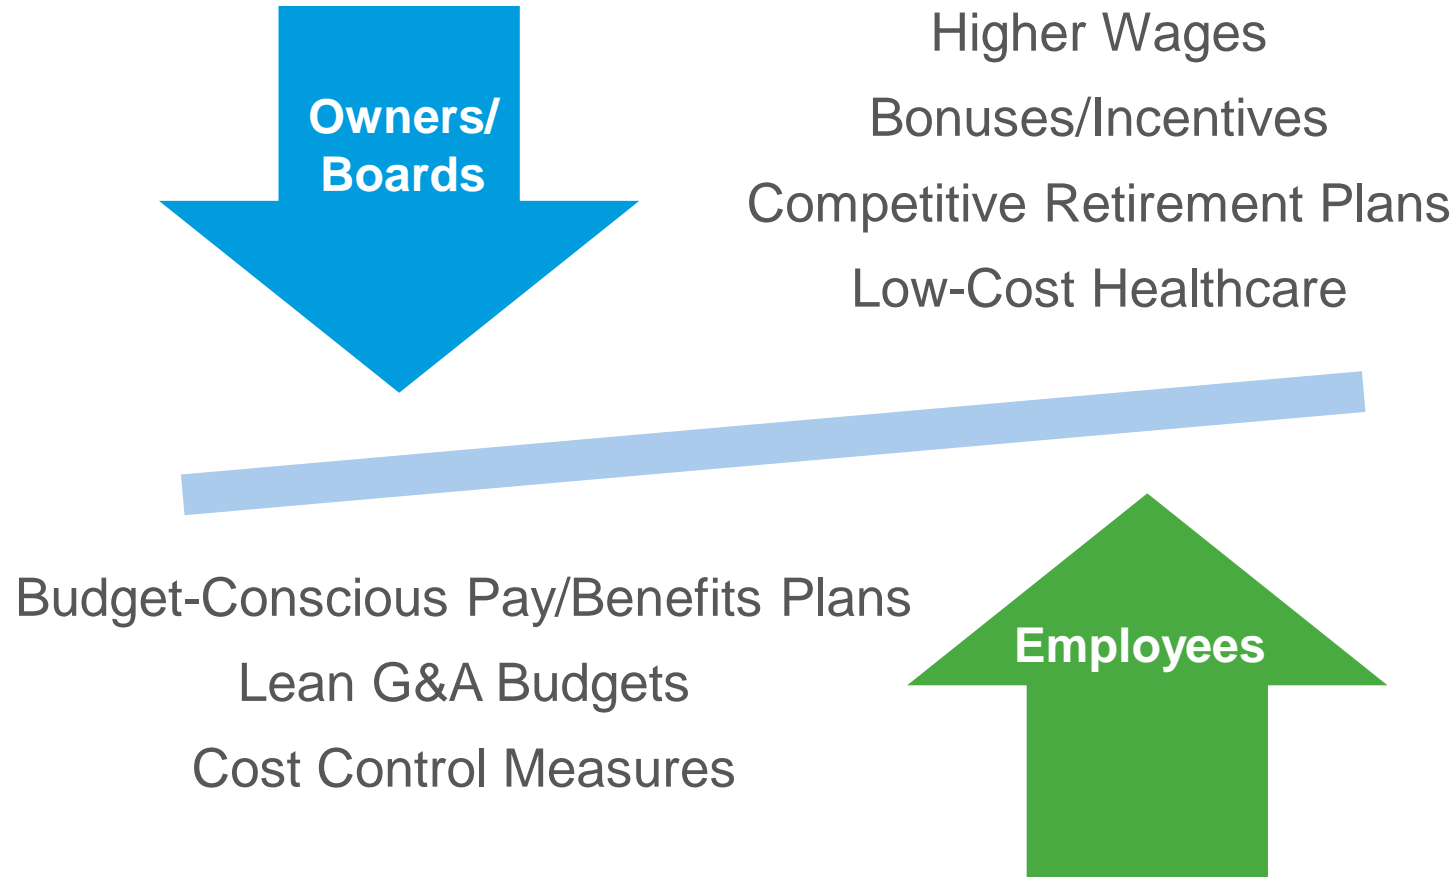 Owners/
Boards
Higher Wages
Bonuses/Incentives
Competitive Retirement Plans
Low-Cost Healthcare
Budget-Conscious Pay/Benefits Plans
Lean G&A Budgets
Cost Control Measures
Employees